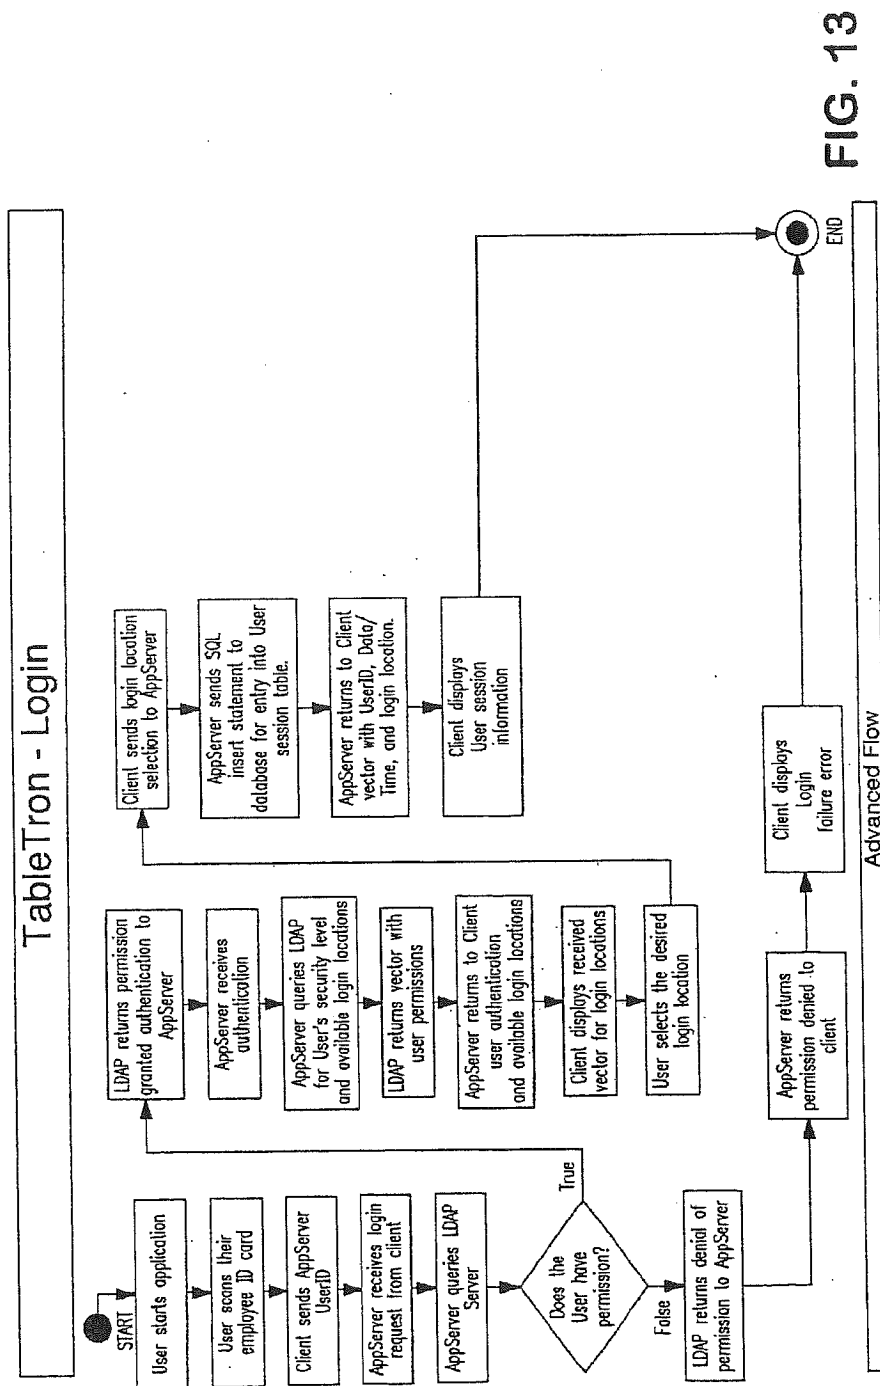 TableTron - Login
START
User starts application
User scans their
employee ID card
Client sends AppServer
UserID
AppServer receives login
request from client
AppServer queries LDAP
Server
Does the
User have
permission?
True
False
LDAP returns denial of
permission to AppServer
LDAP returns permission
granted authentication to
AppServer
AppServer receives
authentication
AppServer queries LDAP
for User's security level
and available login locations
LDAP returns vector with
user permissions
AppServer returns to Client
user authentication
and available login locations
Client displays received
vector for login locations
User selects the desired
login location
AppServer returns
permission denied to
client
Client sends login location
selection to AppServer
AppServer sends SQL
insert statement to
database for entry into User
session table.
AppServer returns to Client
vector with UserID, Data/
Time, and login location.
Client displays
User session
information
Client displays
Login
failure error
END
Advanced Flow
FIG. 13